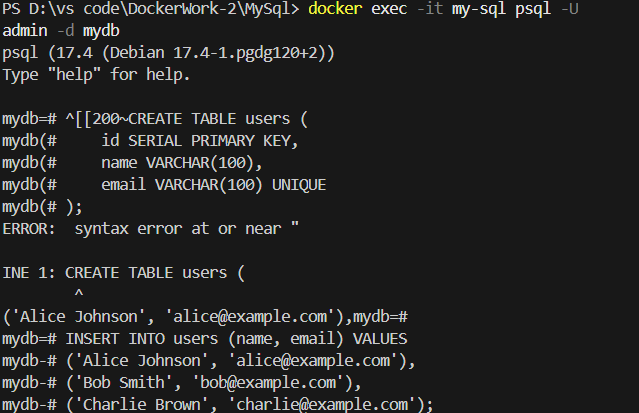 PS D:\vs code\DockerWork-2\MySql> docker exec -it my-sql psql -U
admin -d mydb
psql (17.4 (Debian 17.4-1.pgdg120+2))
Type "help" for help.

mydb=# ^[[200~CREATE TABLE users (
mydb(#     id SERIAL PRIMARY KEY,
mydb(#     name VARCHAR(100),
mydb(#     email VARCHAR(100) UNIQUE
mydb(# );
ERROR:  syntax error at or near "

INE 1: CREATE TABLE users (
        ^
('Alice Johnson', 'alice@example.com'),mydb=#
mydb=# INSERT INTO users (name, email) VALUES
mydb-# ('Alice Johnson', 'alice@example.com'),
mydb-# ('Bob Smith', 'bob@example.com'),
mydb-# ('Charlie Brown', 'charlie@example.com');